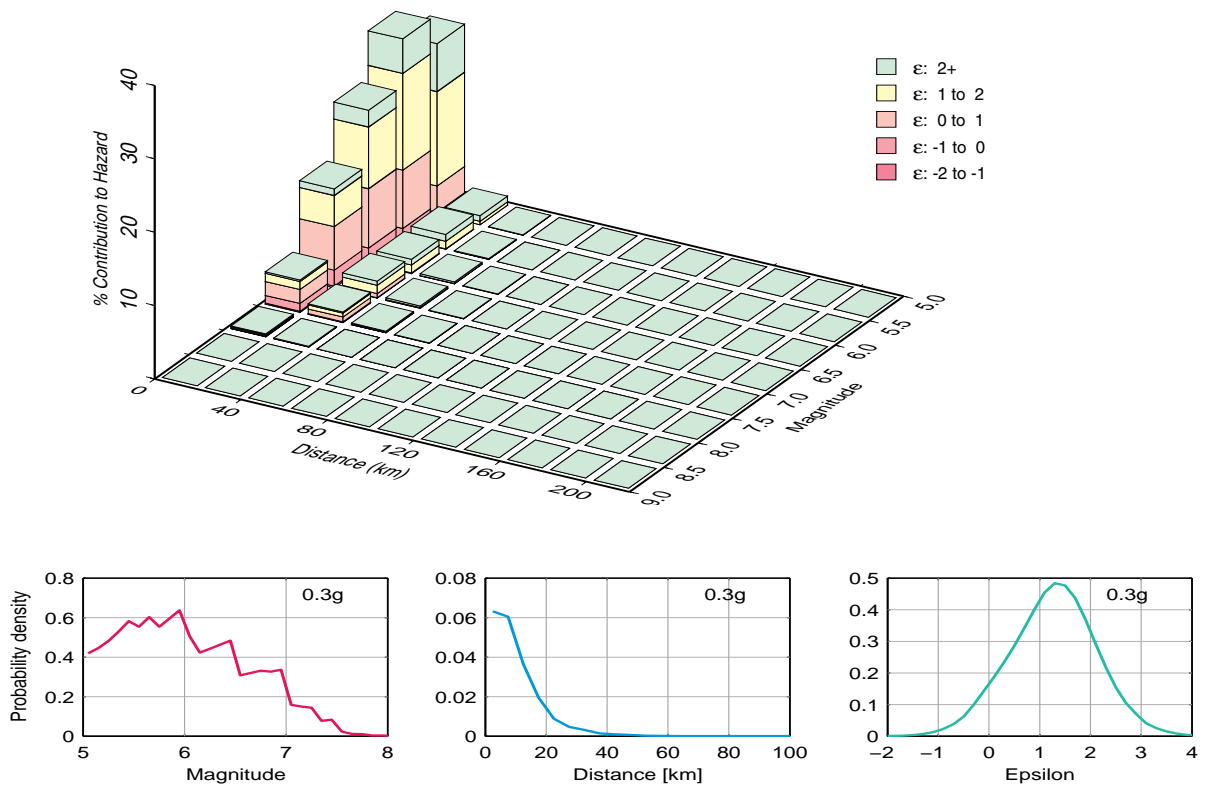 40
30
20
10
0
% Contribution to Hazard
ε: 2+
ε: 1 to 2
ε: 0 to 1
ε: -1 to 0
ε: -2 to -1
0
40
80
120
160
200
Distance (km)
5.0
5.5
6.0
6.5
7.0
7.5
8.0
8.5
9.0
Magnitude
Probability density
0.8
0.6
0.4
0.2
0
0.3g
5 6 7 8
Magnitude
0.08
0.06
0.04
0.02
0
0.3g
0 20 40 60 80 100
Distance [km]
0.5
0.4
0.3
0.2
0.1
0
0.3g
−2 −1 0 1 2 3 4
Epsilon